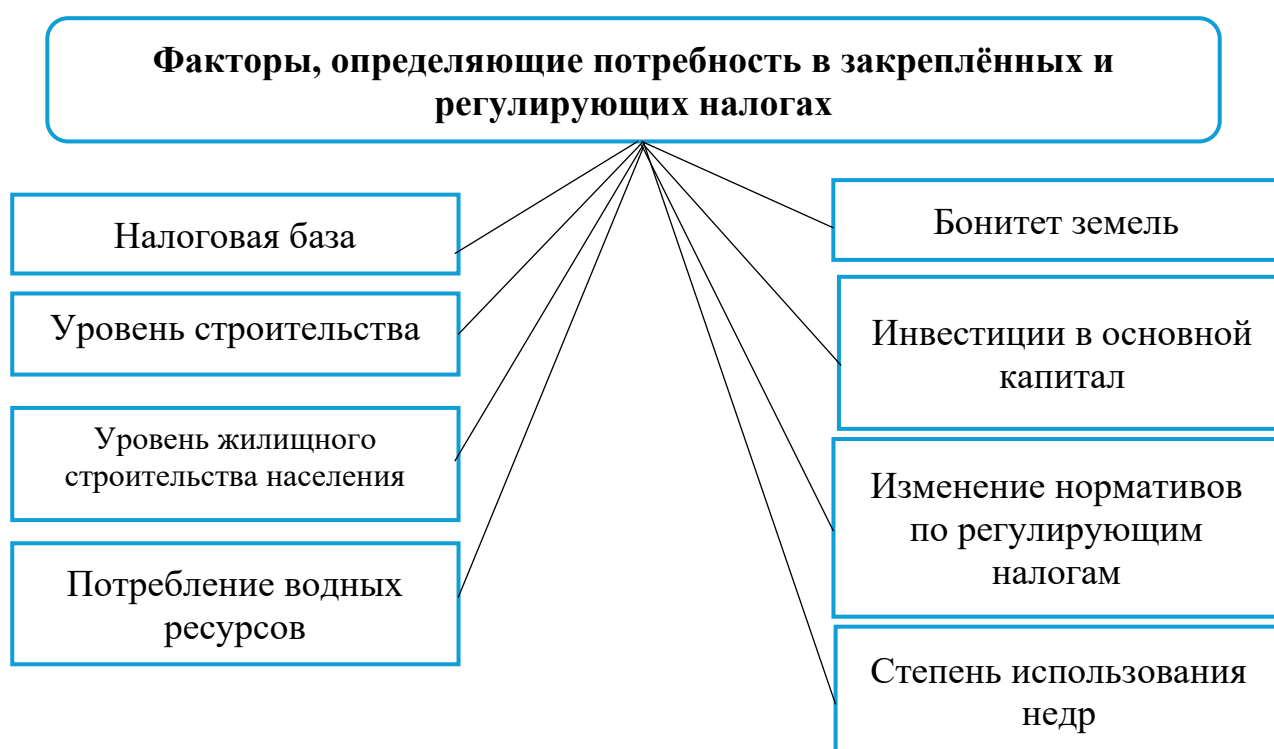 Факторы, определяющие потребность в закреплённых и
регулирующих налогах
Налоговая база
Уровень строительства
Уровень жилищного
строительства населения
Потребление водных
ресурсов
Бонитет земель
Инвестиции в основной
капитал
Изменение нормативов
по регулирующим
налогам
Степень использования
недр